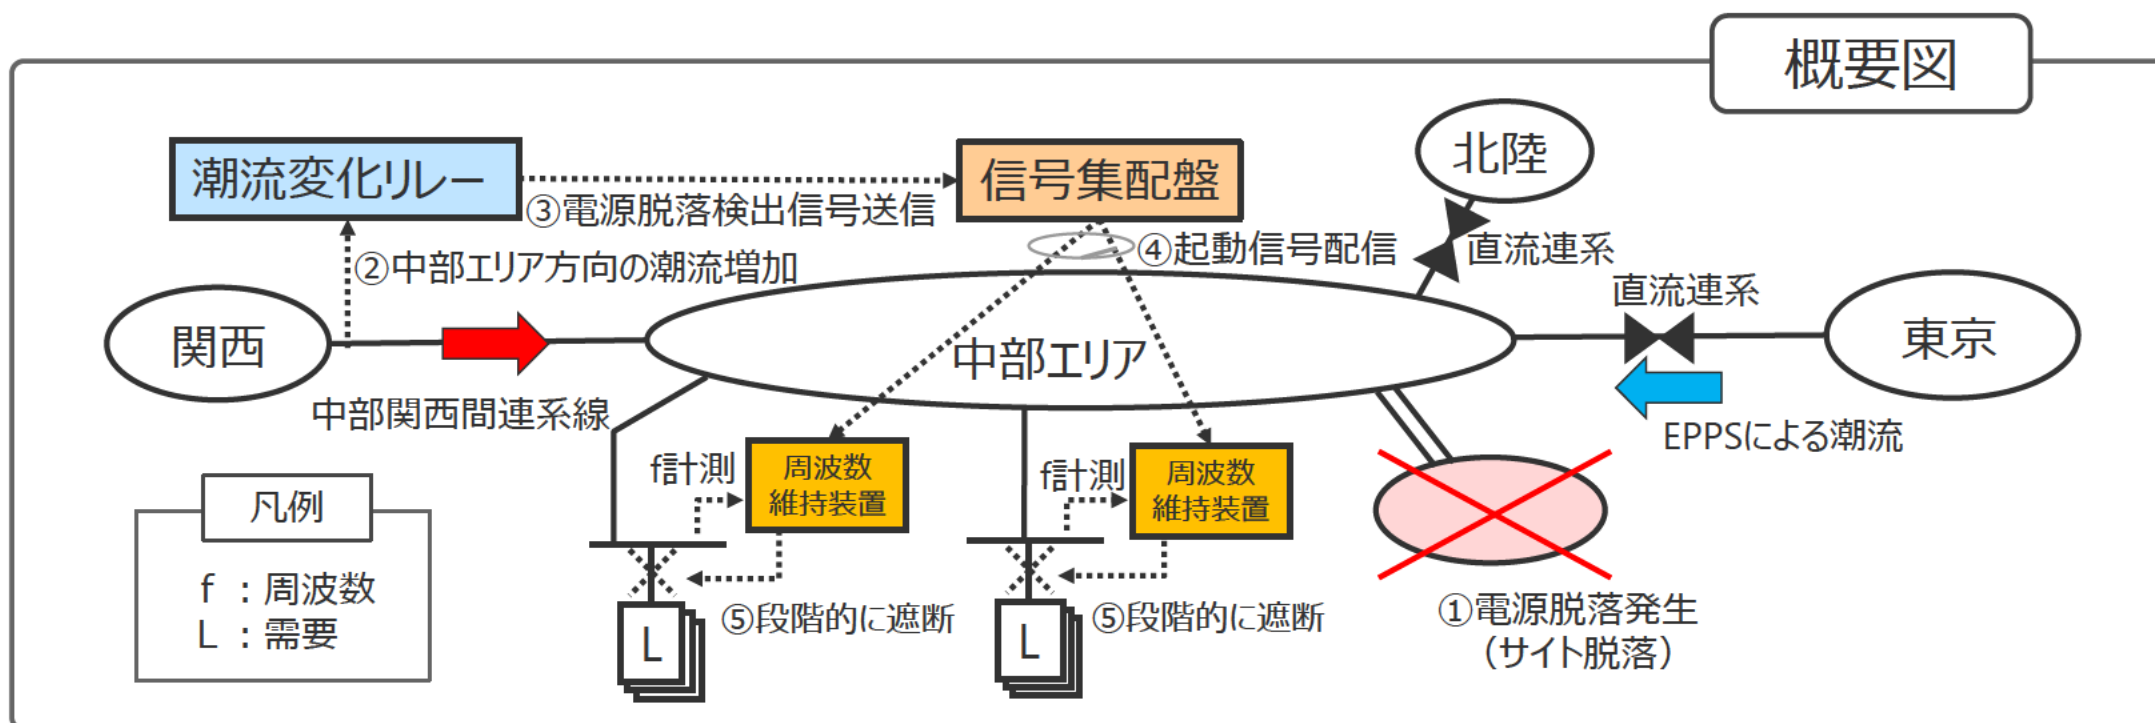 概要図
潮流変化リレー
③電源脱落検出信号送信
信号集配盤
④起動信号配信
北陸
直流連系
直流連系
②中部エリア方向の潮流増加
関西
中部エリア
東京
中部関西間連系線
EPPSによる潮流
f計測
周波数
維持装置
f計測
周波数
維持装置
凡例
f :周波数
L :需要
⑤段階的に遮断
L
⑤段階的に遮断
L
①電源脱落発生
(サイト脱落)